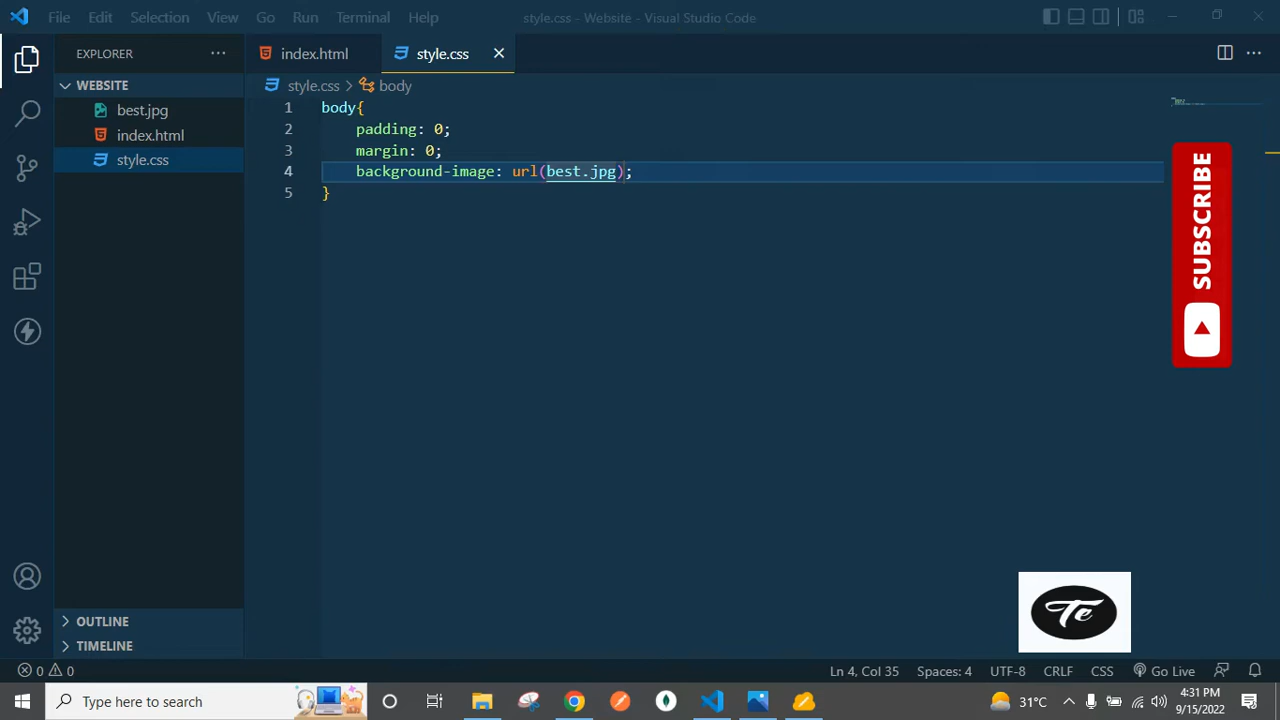 File Edit Selection View Go Run Terminal Help
style.css - Website - Visual Studio Code
EXPLORER
index.html
style.css
WEBSITE
best.jpg
index.html
style.css
style.css > body
1 body{
2 padding: 0;
3 margin: 0;
4 background-image: url(best.jpg);
5 }
SUBSCRIBE
Te
OUTLINE
TIMELINE
0 0
Ln 4, Col 35 Spaces: 4 UTF-8 CRLF CSS Go Live
Type here to search
31°C
4:31 PM
9/15/2022